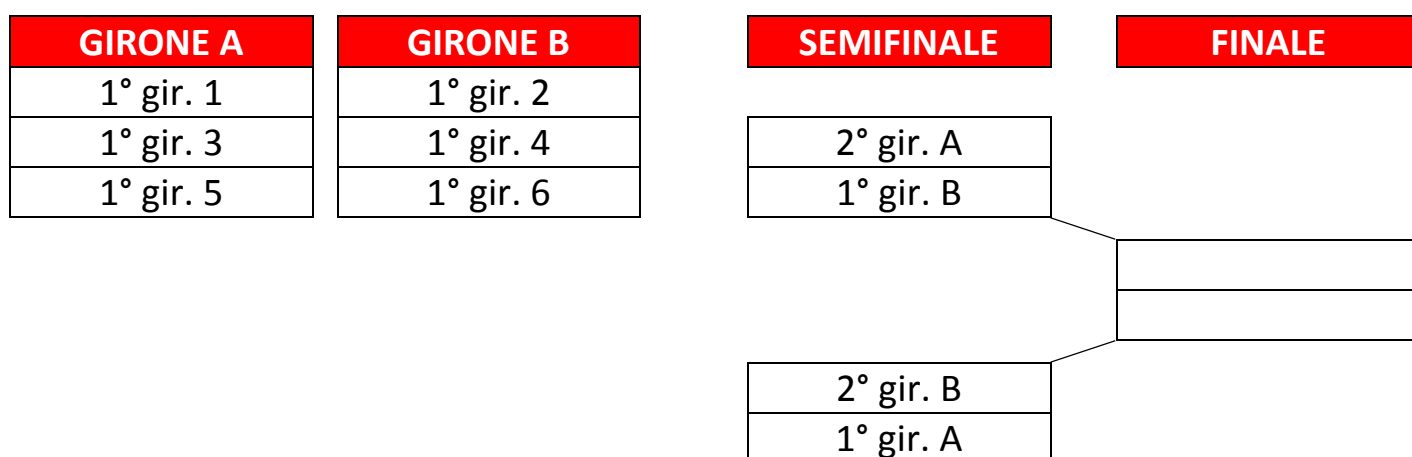 GIRONE A
1° gir. 1
1° gir. 3
1° gir. 5
GIRONE B
1° gir. 2
1° gir. 4
1° gir. 6
SEMIFINALE
2° gir. A
1° gir. B
2° gir. B
1° gir. A
FINALE